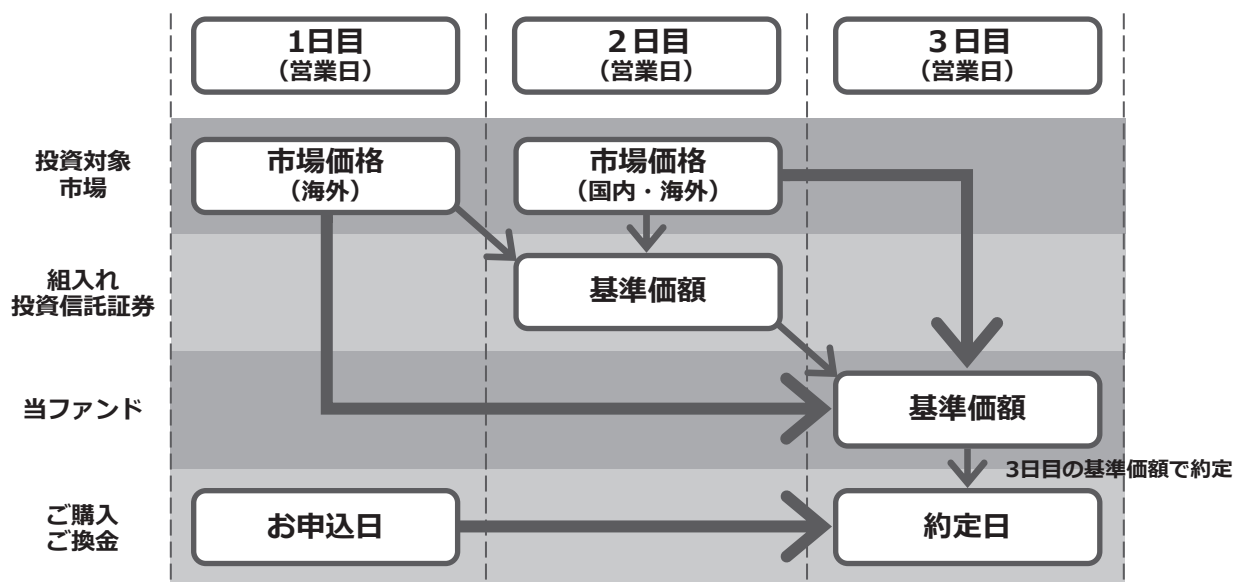 1日目
（営業日）
2日目
（営業日）
3日目
（営業日）
投資対象
市場
市場価格
（海外）
市場価格
（国内・海外）
組入れ
投資信託証券
基準価額
当ファンド
基準価額
3日目の基準価額で約定
ご購入
ご換金
お申込日
約定日